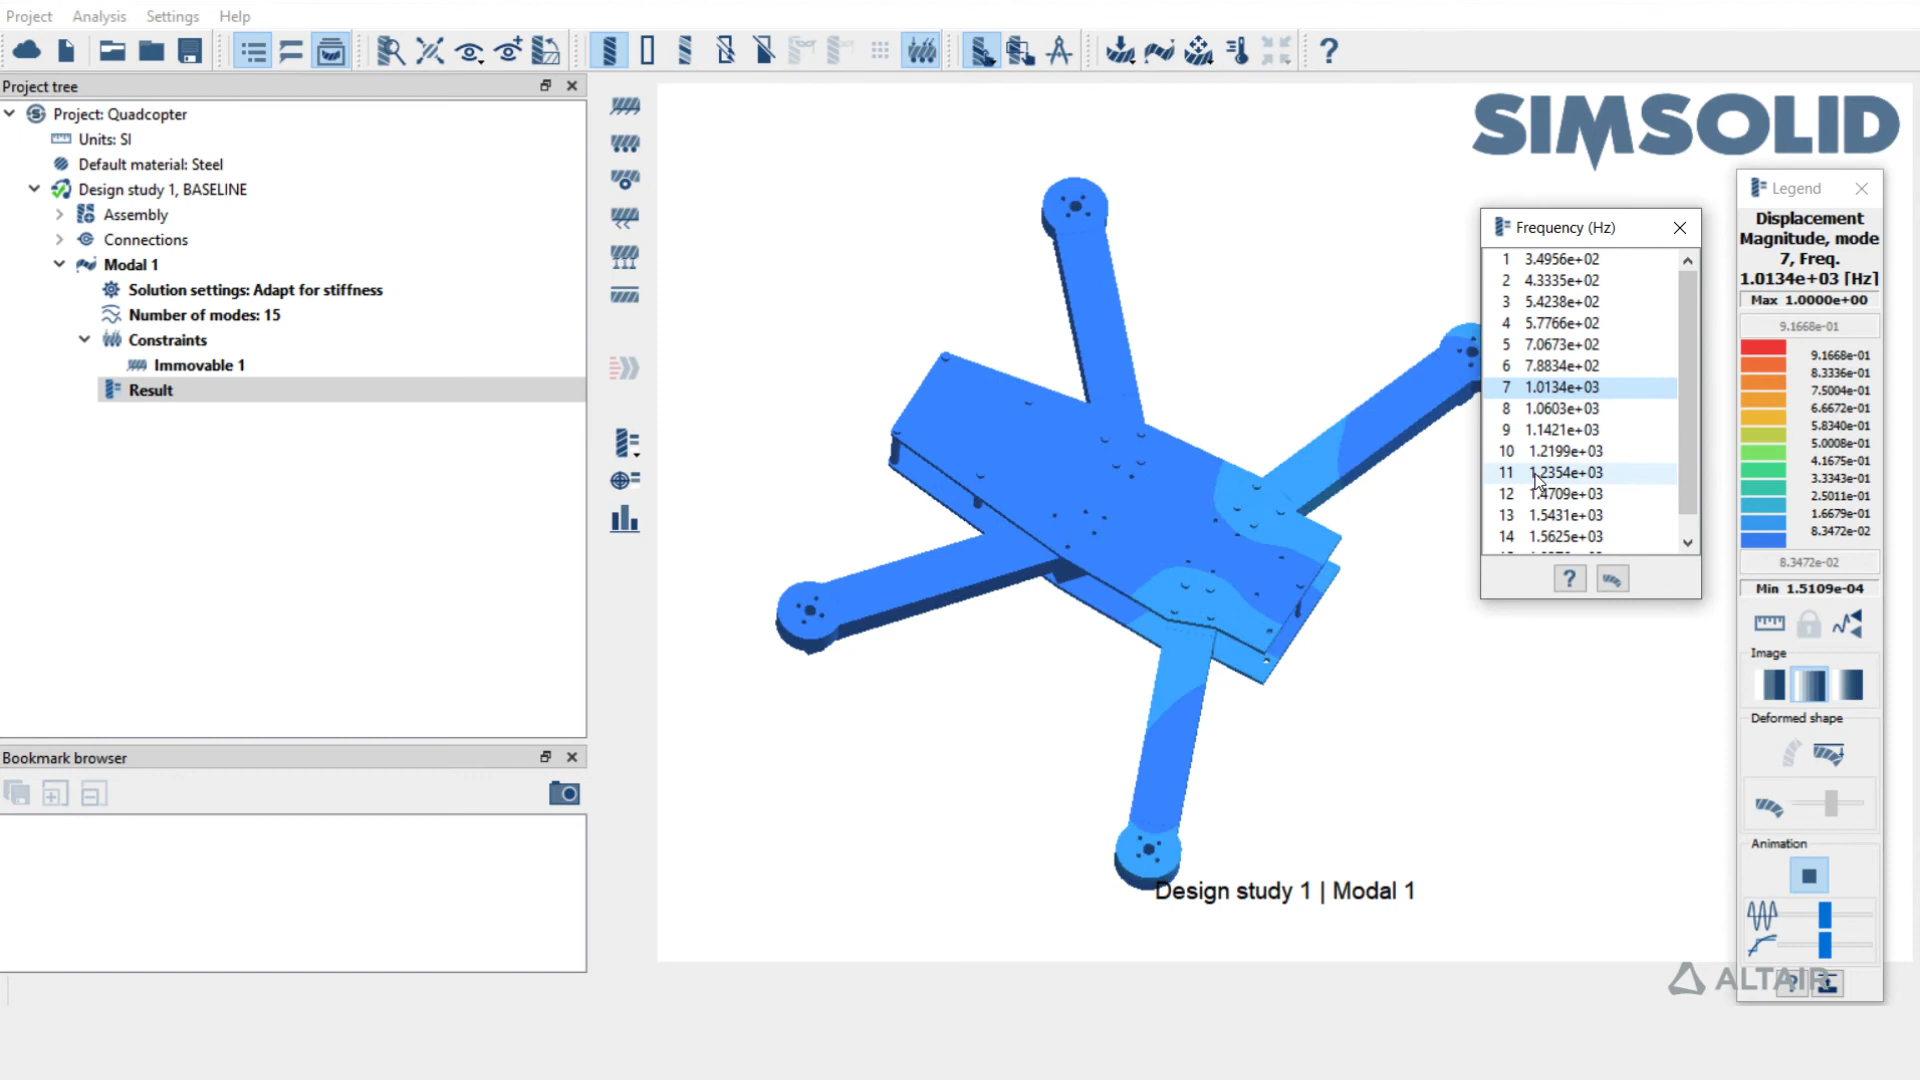 Project Analysis Settings Help
Project tree
Project: Quadcopter
Units: SI
Default material: Steel
Design study 1, BASELINE
Assembly
Connections
Modal 1
Solution settings: Adapt for stiffness
Number of modes: 15
Constraints
Immovable 1
Result
Bookmark browser
SIMSOLID
Frequency (Hz)
1 3.4956e+02
2 4.3335e+02
3 5.4238e+02
4 5.7766e+02
5 7.0673e+02
6 7.8834e+02
7 1.0134e+03
8 1.0603e+03
9 1.1421e+03
10 1.2199e+03
11 1.2354e+03
12 1.4709e+03
13 1.5431e+03
14 1.5625e+03
Legend
Displacement
Magnitude, mode
7, Freq.
1.0134e+03 [Hz]
Max 1.0000e+00
9.1668e-01
9.1668e-01
8.3336e-01
7.5004e-01
6.6672e-01
5.8340e-01
5.0008e-01
4.1675e-01
3.3343e-01
2.5011e-01
1.6679e-01
8.3472e-02
8.3472e-02
Min 1.5109e-04
Image
Deformed shape
Animation
Design study 1 | Modal 1
ALTAIR